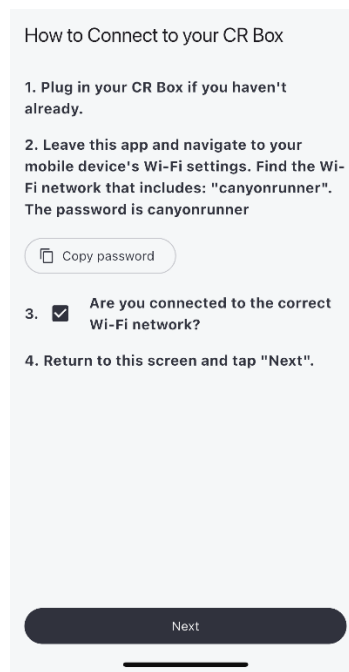 How to Connect to your CR Box
1. Plug in your CR Box if you haven't
already.
2. Leave this app and navigate to your
mobile device's Wi-Fi settings. Find the Wi-
Fi network that includes: "canyonrunner".
The password is canyonrunner
Copy password
3. Are you connected to the correct
Wi-Fi network?
4. Return to this screen and tap "Next".
Next